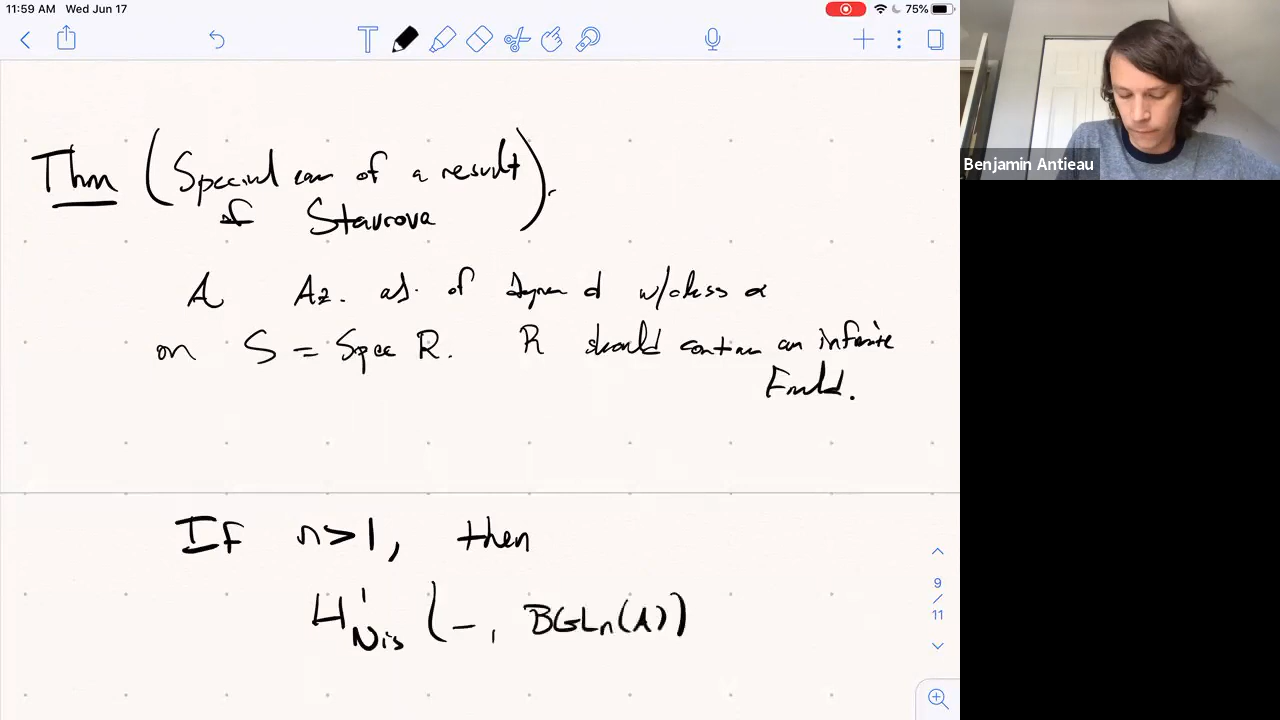 11:59 AM Wed Jun 17
75%
Benjamin Antieau
Thm (Special case of a result
of Stavrova).
A Az. alg. of degree d w/class α
on S = Spec R. R should contain an infinite
Field.
If n>1, then
H¹Nis (–, BGLn(A))
9
/
11